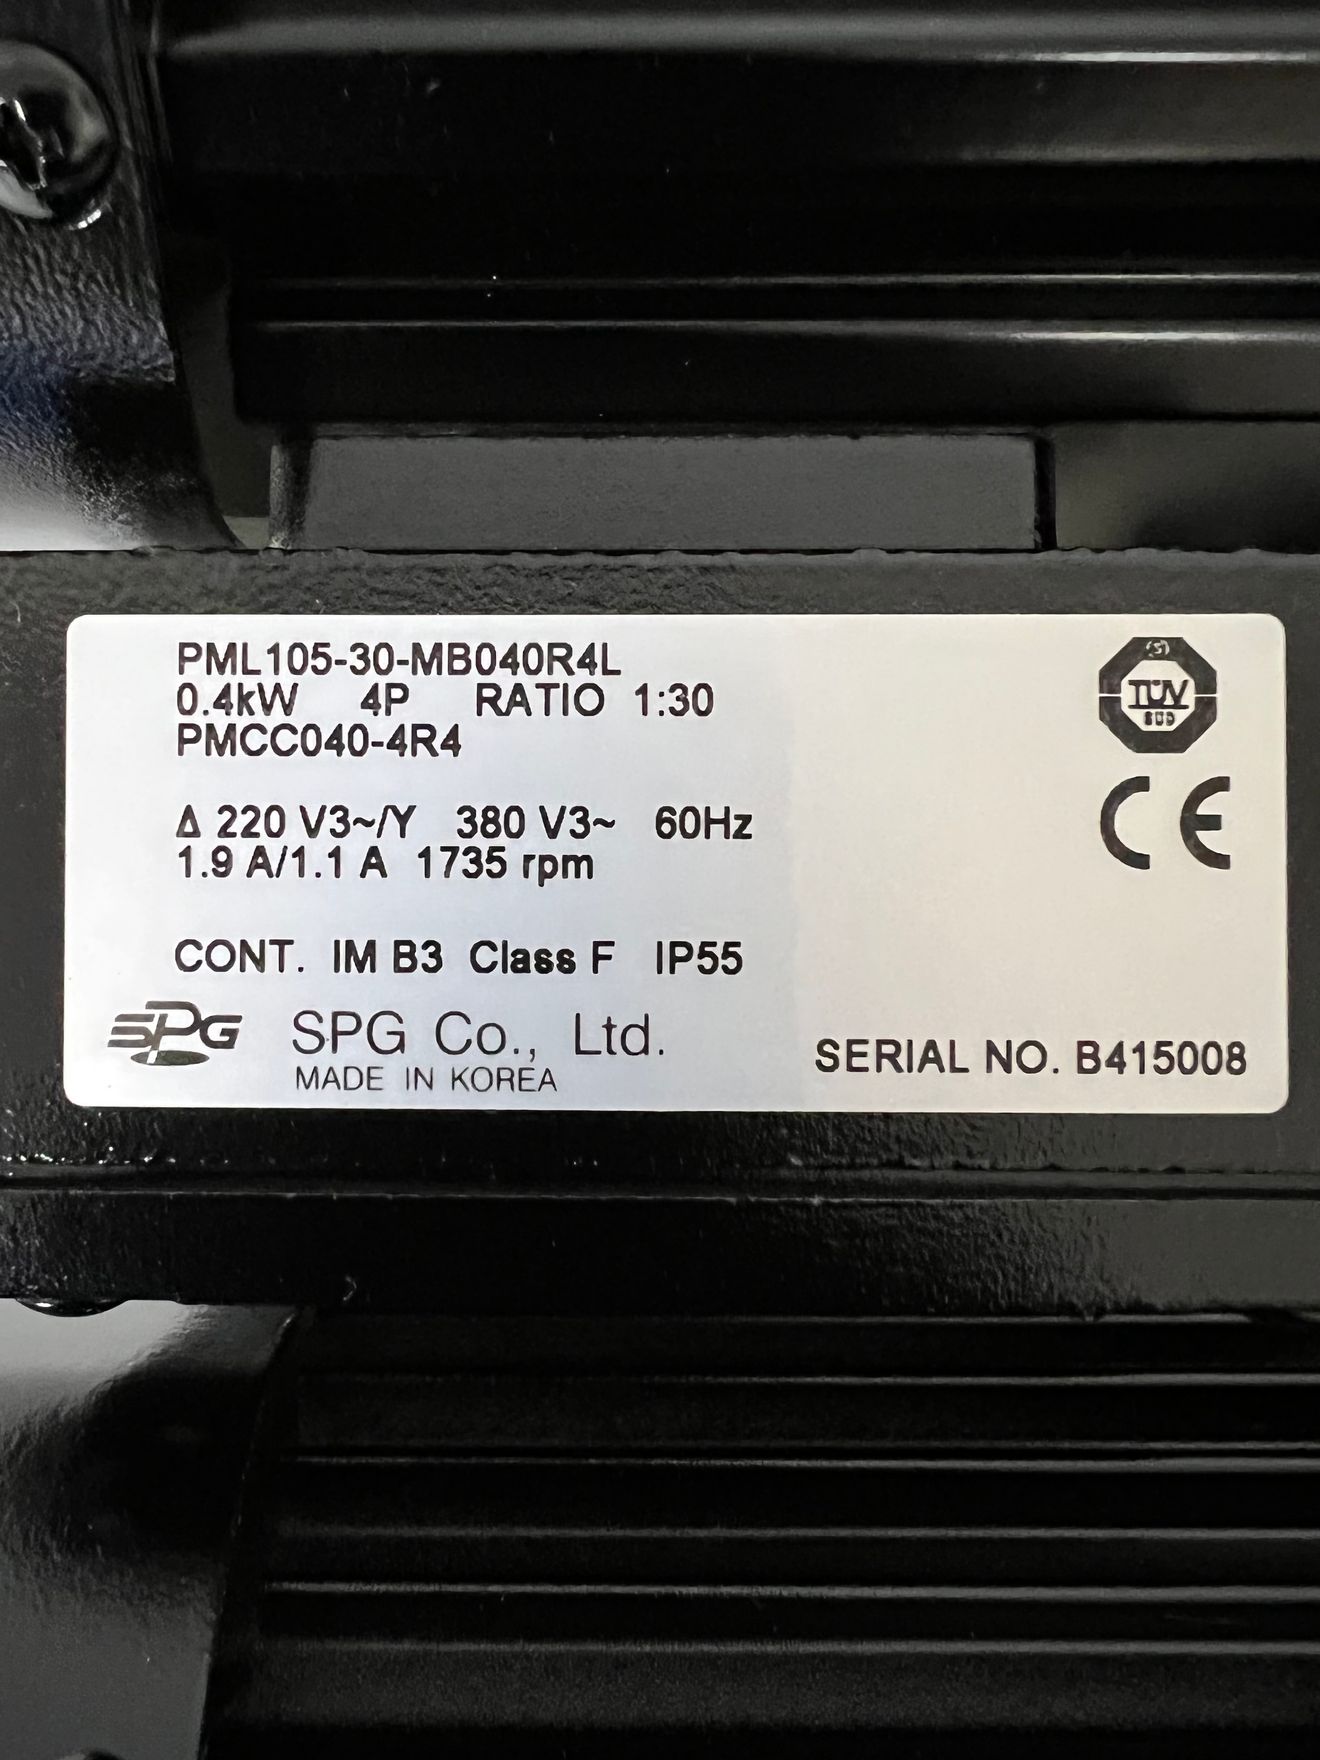 PML105-30-MB040R4L
0.4kW 4P RATIO 1:30
PMCC040-4R4
Δ 220 V3~/Y 380 V3~ 60Hz
1.9 A/1.1 A 1735 rpm
CONT. IM B3 Class F IP55
SPG SPG Co., Ltd.
MADE IN KOREA
TÜV
SÜD
CE
SERIAL NO. B415008